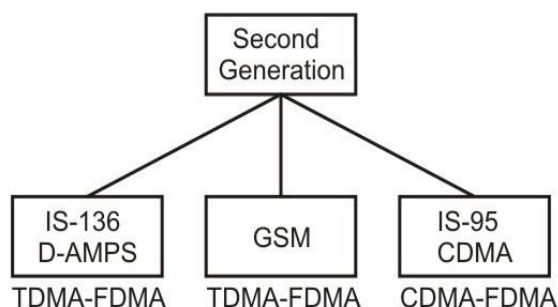 Second
Generation
IS-136
D-AMPS
GSM
IS-95
CDMA
TDMA-FDMA
TDMA-FDMA
CDMA-FDMA